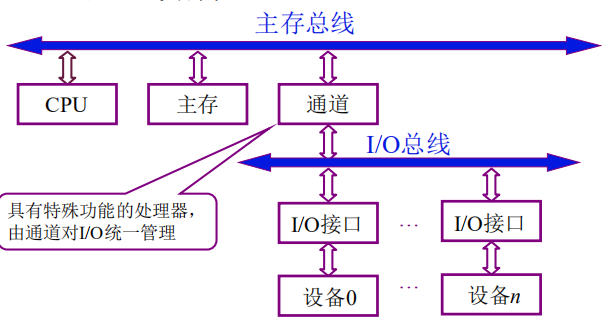 主存总线
CPU
主存
通道
I/O总线
具有特殊功能的处理器，
由通道对I/O统一管理
I/O接口
…
I/O接口
设备0
…
设备n